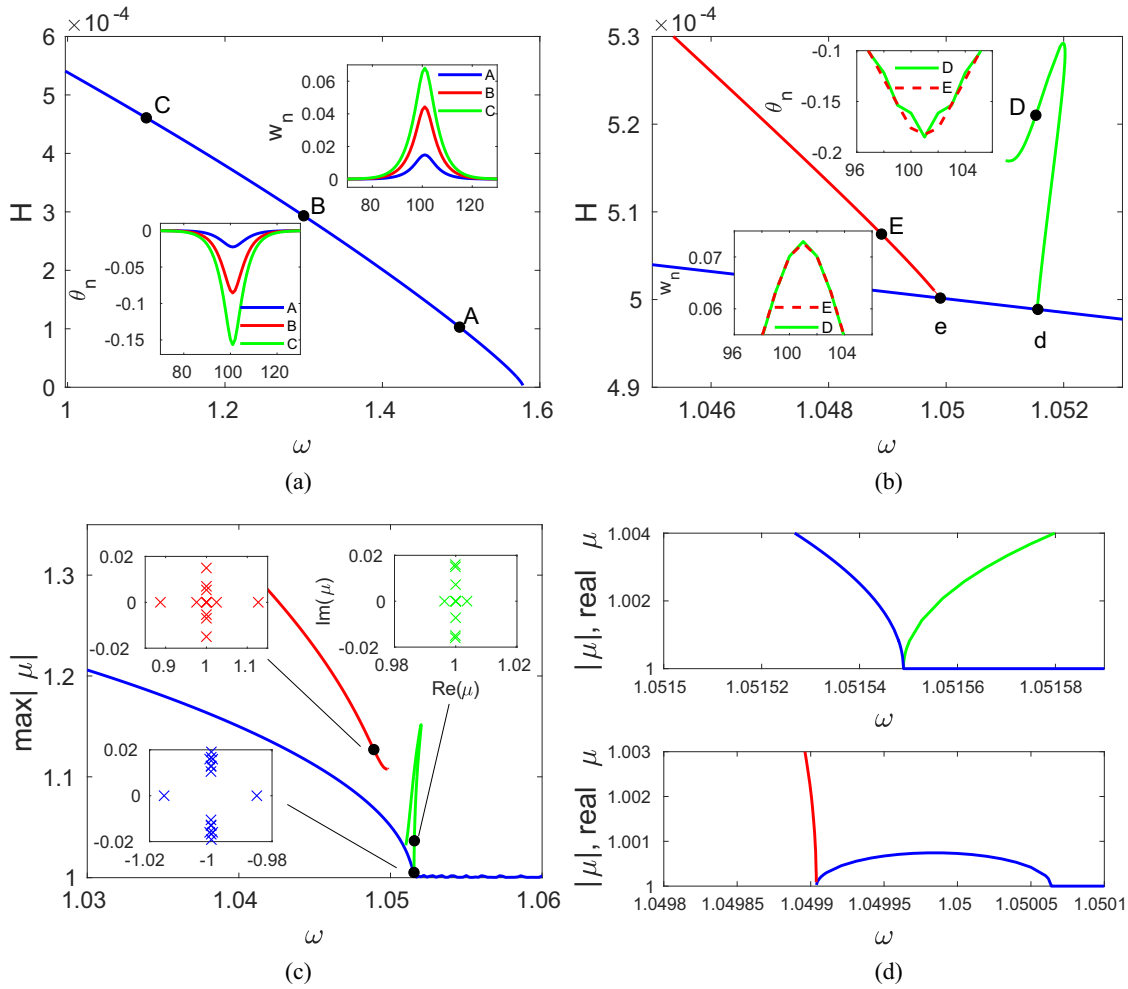 ×10⁻⁴
6
5
4
3
2
1
0
H
1
1.2
1.4
1.6
ω
C
B
A
w_n
0.06
0.04
0.02
0
80
100
120
A
B
C
θ_n
0
-0.05
-0.1
-0.15
80
100
120
A
B
C
(a)
×10⁻⁴
5.3
5.2
5.1
5
4.9
H
1.046
1.048
1.05
1.052
ω
D
E
e
d
θ_n
-0.1
-0.15
-0.2
96
100
104
D
E
w_n
0.07
0.06
96
100
104
E
D
(b)
max| μ|
1.3
1.2
1.1
1
1.03
1.04
1.05
1.06
ω
0.02
0
-0.02
0.9
1
1.1
Im(μ)
0.02
0
-0.02
0.98
1
1.02
Re(μ)
0.02
0
-0.02
-1.02
-1
-0.98
(c)
|μ|, real μ
1.004
1.002
1
1.0515
1.05152
1.05154
1.05156
1.05158
ω
|μ|, real μ
1.003
1.002
1.001
1
1.0498
1.04985
1.0499
1.04995
1.05
1.05005
1.0501
ω
(d)